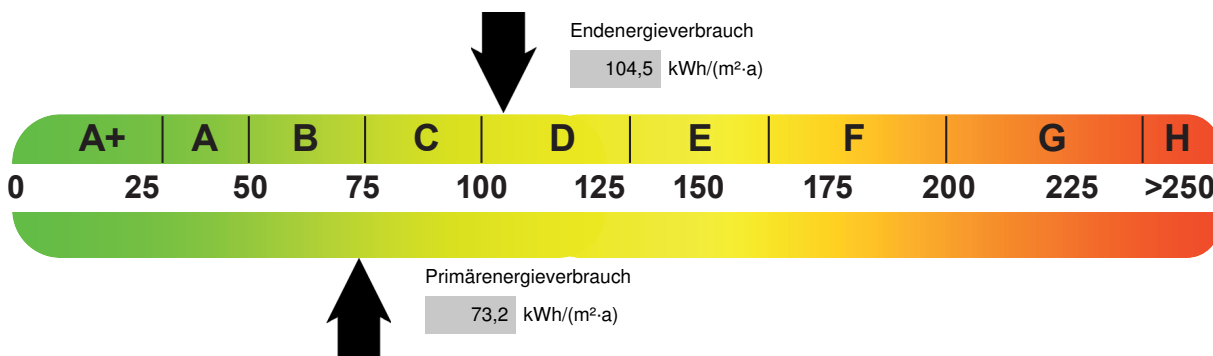 Endenergieverbrauch
104,5 kWh/(m²·a)
A+ A B C D E F G H
0 25 50 75 100 125 150 175 200 225 >250
Primärenergieverbrauch
73,2 kWh/(m²·a)